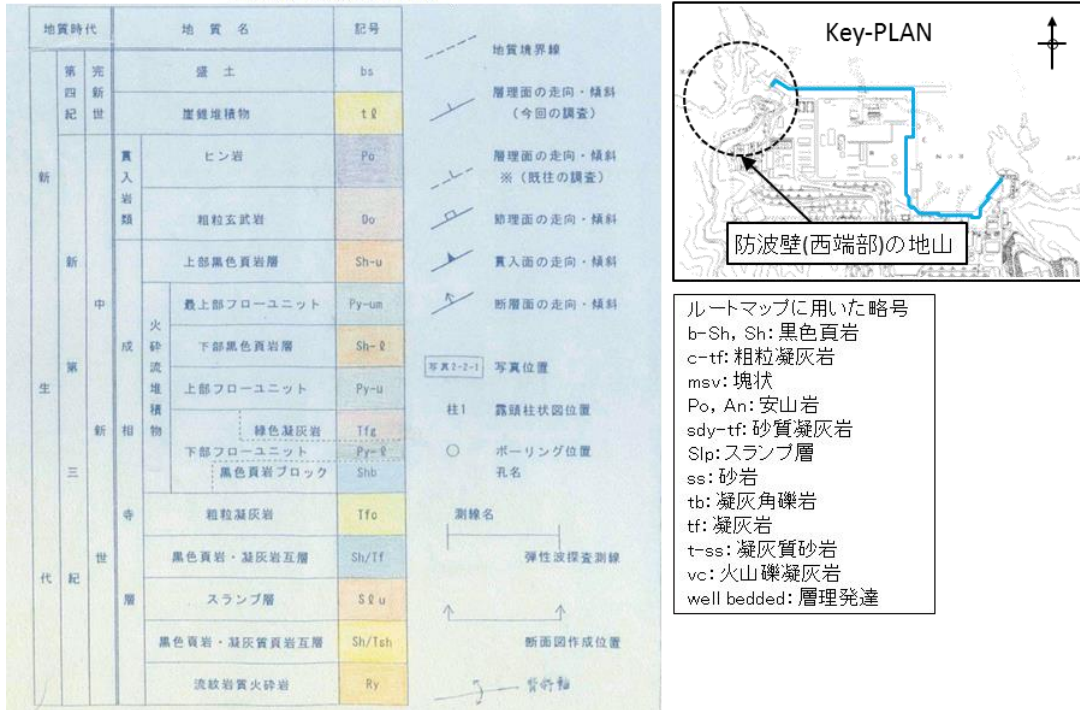 地質時代 地質名 記号
新生代
第四紀
完新世
盛土 bs
崖錐堆積物 tℓ
新第三紀
中新世
貫入岩類
ヒン岩 Po
粗粒玄武岩 Do
成相寺層
上部黒色頁岩層 Sh-u
火砕流堆積物
最上部フローユニット Py-um
下部黒色頁岩層 Sh-ℓ
上部フローユニット Py-u
緑色凝灰岩 Tfg
下部フローユニット Py-ℓ
黒色頁岩ブロック Shb
粗粒凝灰岩 Tfc
黒色頁岩・凝灰岩互層 Sh/Tf
スランプ層 Sℓu
黒色頁岩・凝灰質頁岩互層 Sh/Tsh
流紋岩質火砕岩 Ry
地質境界線
層理面の走向・傾斜
(今回の調査)
層理面の走向・傾斜
※(既往の調査)
節理面の走向・傾斜
貫入面の走向・傾斜
断層面の走向・傾斜
写真2-2-1 写真位置
柱1 露頭柱状図位置
ボーリング位置
孔名
測線名
弾性波探査測線
断面図作成位置
背斜軸
Key-PLAN
防波壁(西端部)の地山
ルートマップに用いた略号
b-Sh, Sh: 黒色頁岩
c-tf: 粗粒凝灰岩
msv: 塊状
Po, An: 安山岩
sdy-tf: 砂質凝灰岩
Slp: スランプ層
ss: 砂岩
tb: 凝灰角礫岩
tf: 凝灰岩
t-ss: 凝灰質砂岩
vc: 火山礫凝灰岩
well bedded: 層理発達